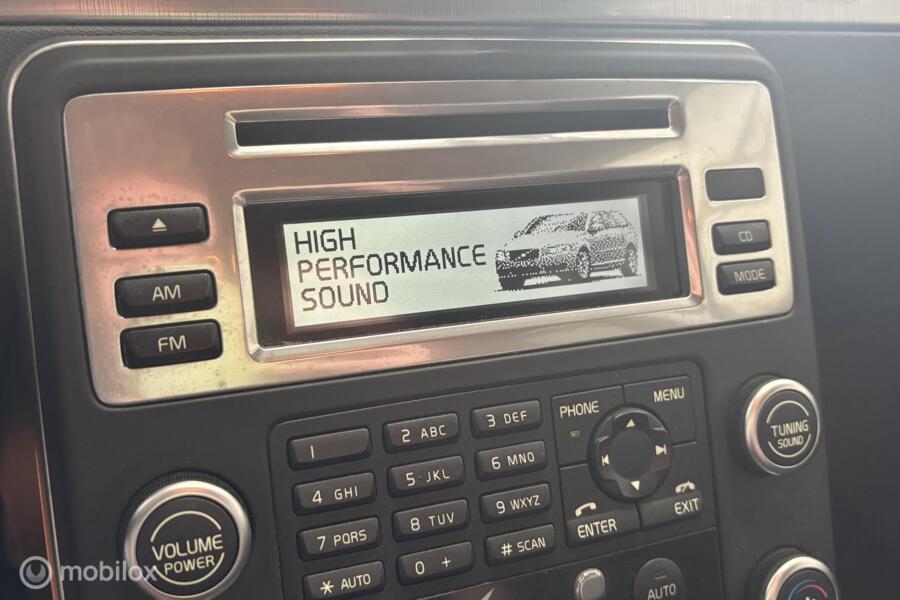 HIGH
PERFORMANCE
SOUND
AM
FM
CD
MODE
1
2 ABC
3 DEF
4 GHI
5 · JKL
6 MNO
7 PQRS
8 TUV
9 WXYZ
* AUTO
0 +
# SCAN
PHONE
MENU
ENTER
EXIT
TUNING
SOUND
VOLUME
POWER
AUTO
mobilox